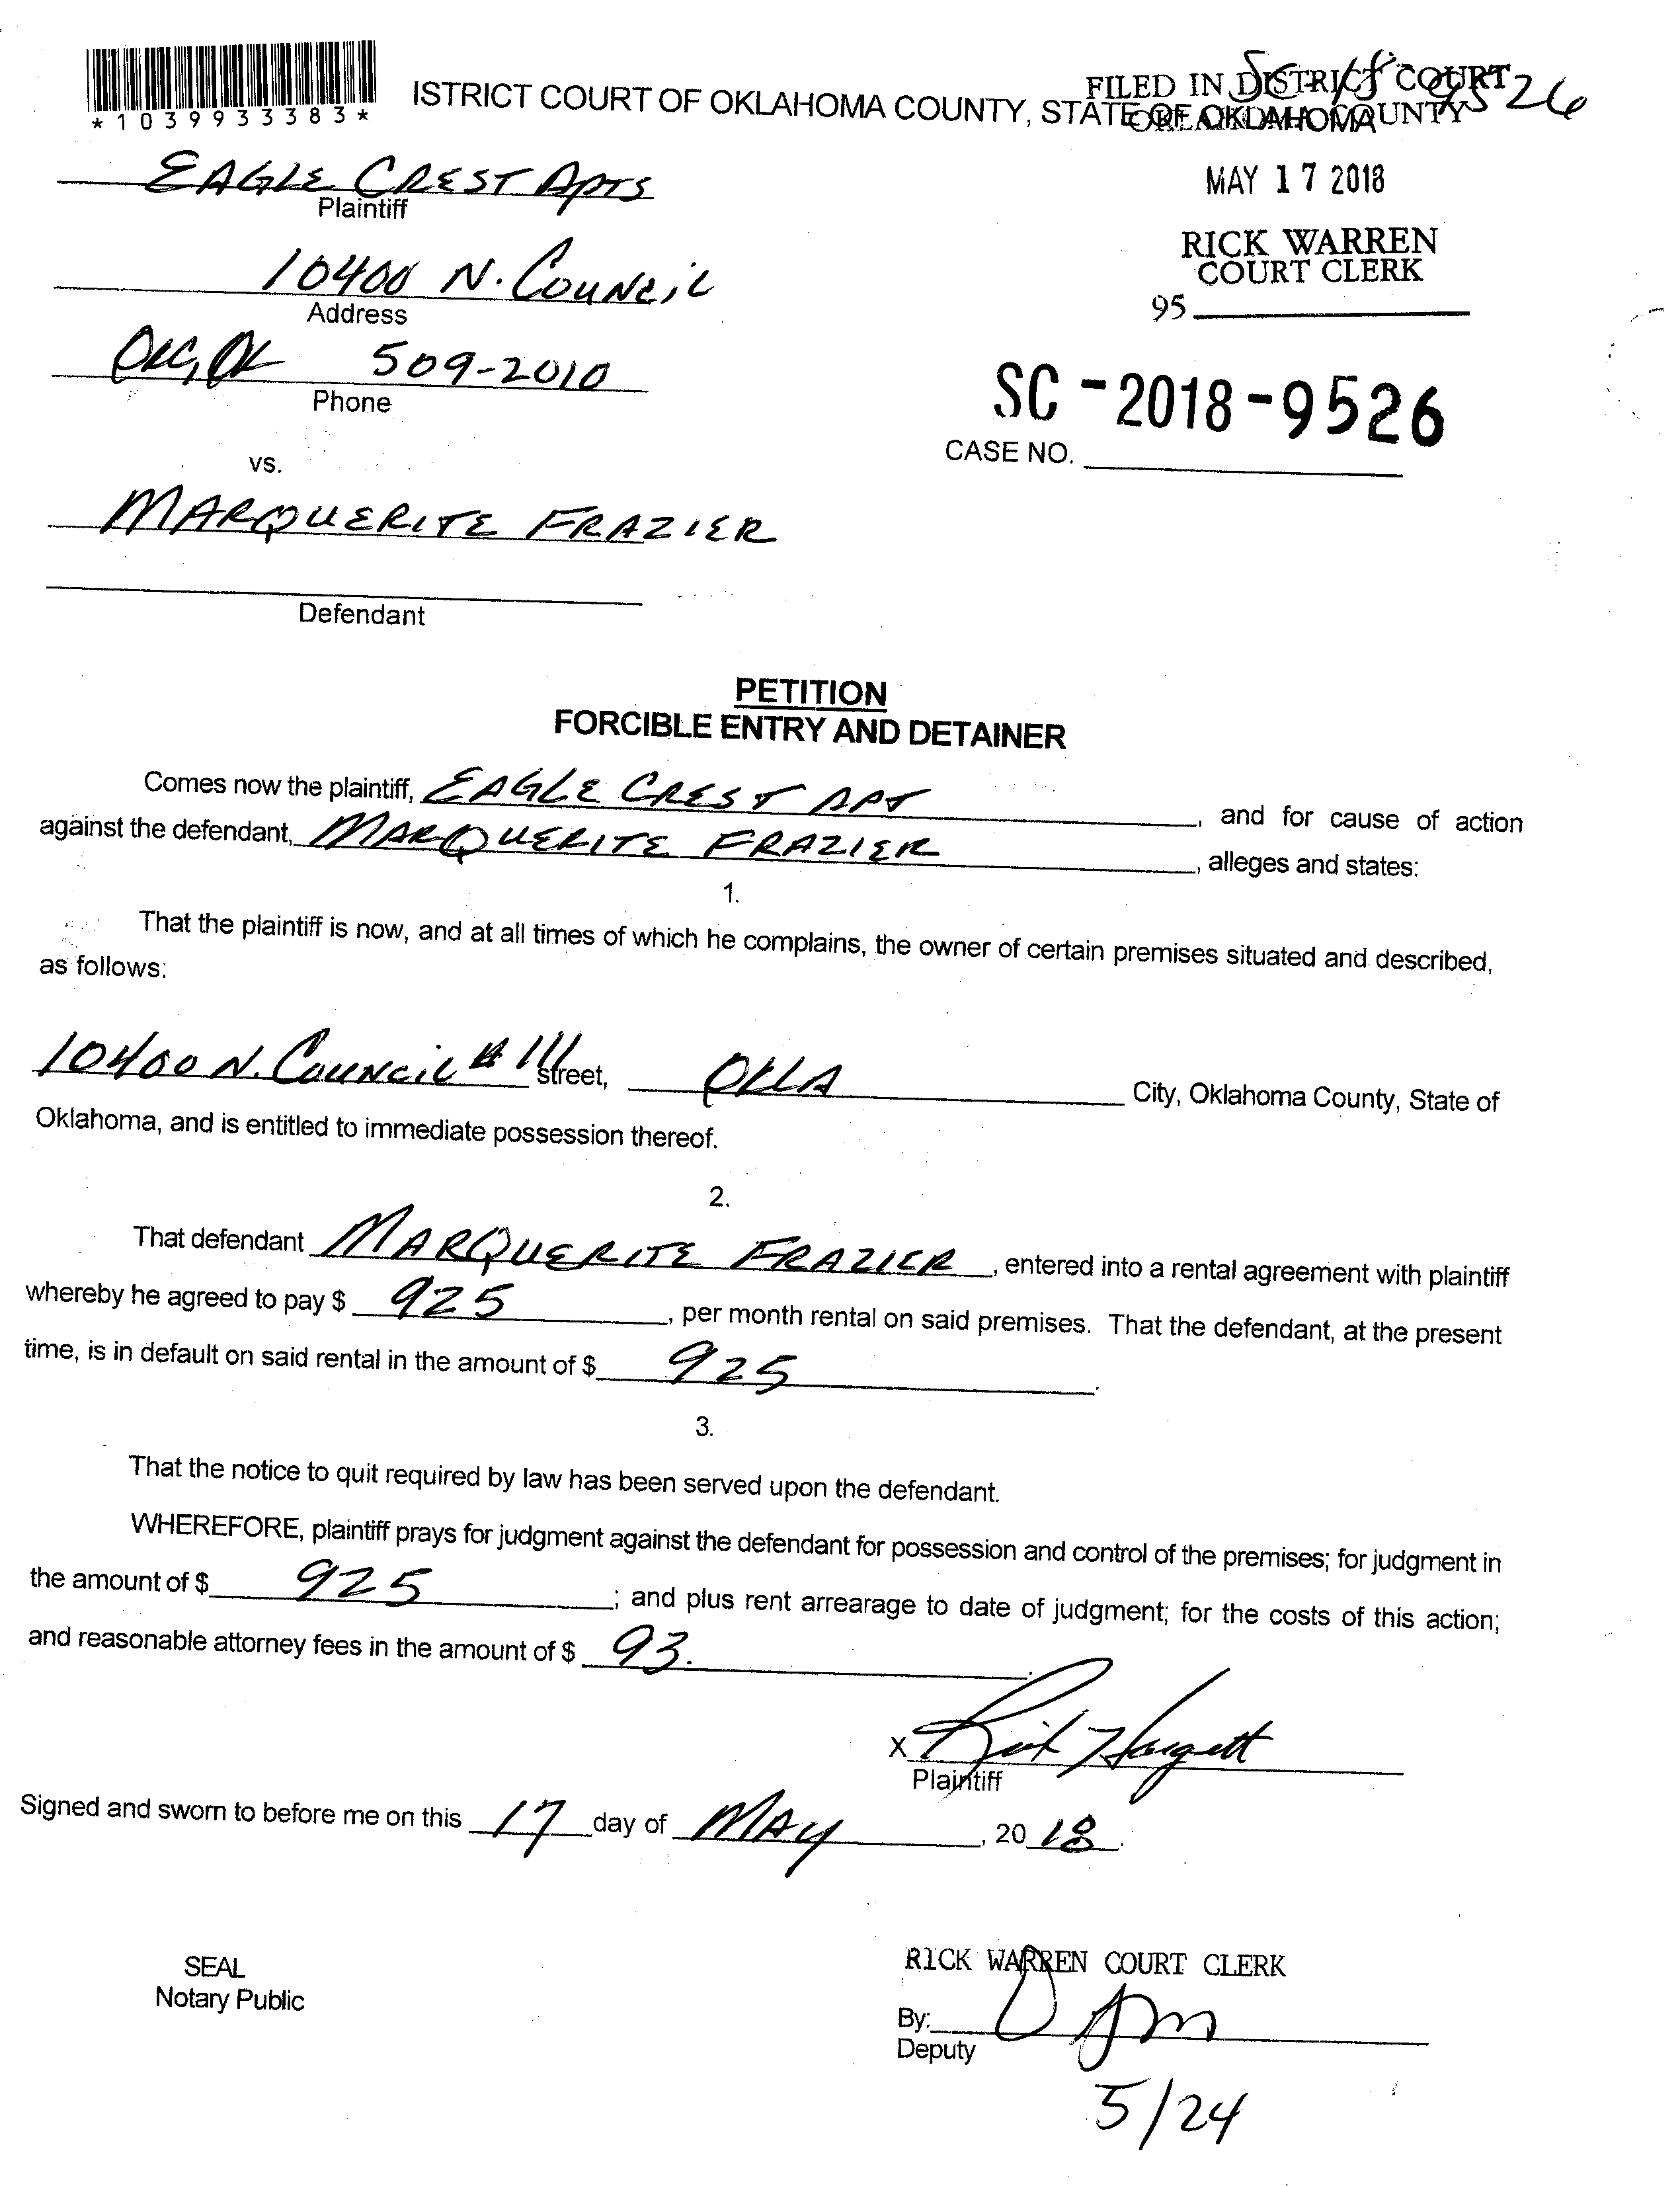 *1039933383*
ISTRICT COURT OF OKLAHOMA COUNTY, STATE OF OKLAHOMA
SC-18-9526
FILED IN DISTRICT COURT
OKLAHOMA COUNTY
MAY 17 2018
RICK WARREN
COURT CLERK
95
EAGLE CREST APTS
Plaintiff
10400 N. COUNCIL
Address
OKC, OK 509-2010
Phone
SC-2018-9526
CASE NO.
vs.
MARQUERITE FRAZIER
Defendant
PETITION
FORCIBLE ENTRY AND DETAINER
Comes now the plaintiff, EAGLE CREST APT, and for cause of action
against the defendant, MARQUERITE FRAZIER, alleges and states:
1.
That the plaintiff is now, and at all times of which he complains, the owner of certain premises situated and described,
as follows:
10400 N. COUNCIL # 111 street, OKLA City, Oklahoma County, State of
Oklahoma, and is entitled to immediate possession thereof.
2.
That defendant MARQUERITE FRAZIER, entered into a rental agreement with plaintiff
whereby he agreed to pay $ 925, per month rental on said premises. That the defendant, at the present
time, is in default on said rental in the amount of $ 925.
3.
That the notice to quit required by law has been served upon the defendant.
WHEREFORE, plaintiff prays for judgment against the defendant for possession and control of the premises; for judgment in
the amount of $ 925; and plus rent arrearage to date of judgment; for the costs of this action;
and reasonable attorney fees in the amount of $ 93.
X Rick Hargett
Plaintiff
Signed and sworn to before me on this 17 day of MAY, 20 18.
SEAL
Notary Public
RICK WARREN COURT CLERK
By:
Deputy
5/24